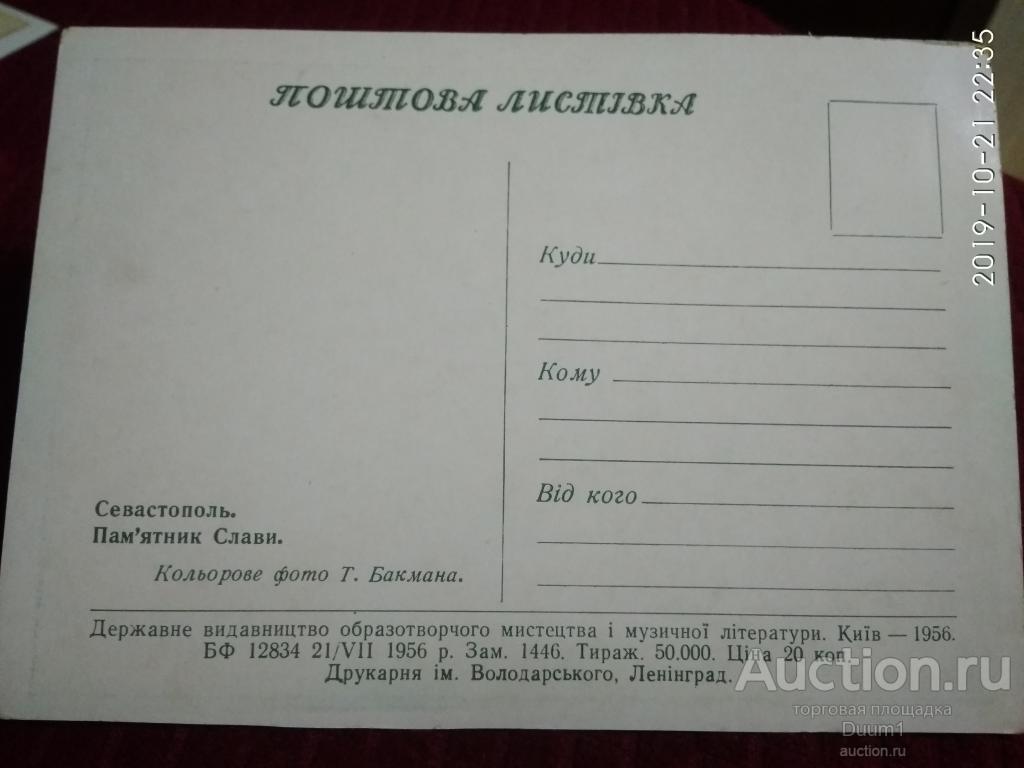 ПОШТОВА ЛИСТІВКА
2019-10-21 22:35
Куди
Кому
Від кого
Севастополь.
Пам'ятник Слави.
Кольорове фото Т. Бакмана.
Державне видавництво образотворчого мистецтва і музичної літератури. Київ — 1956.
БФ 12834 21/VII 1956 р. Зам. 1446. Тираж. 50.000. Ціна 20 коп.
Друкарня ім. Володарського, Ленінград.
Auction.ru
торговая площадка
Duum1
auction.ru